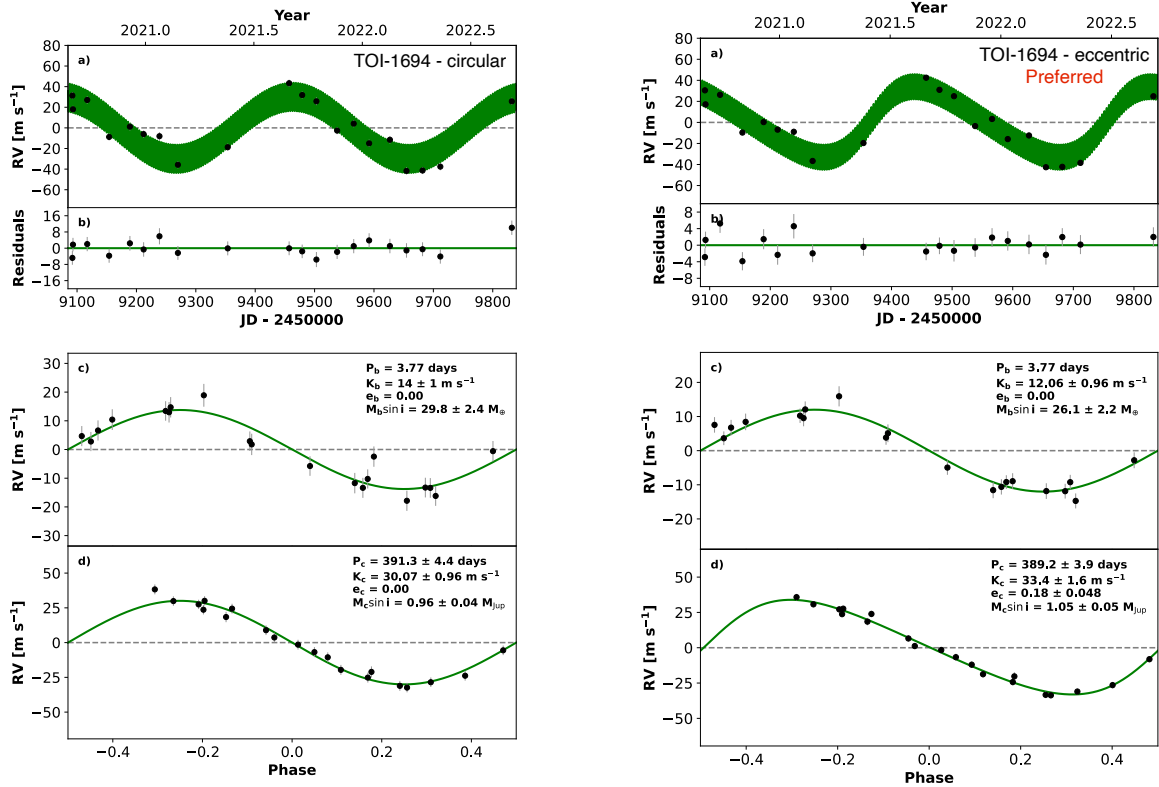 Year
2021.0 2021.5 2022.0 2022.5
a) TOI-1694 - circular
RV [m s⁻¹]
80
60
40
20
0
−20
−40
−60
b)
Residuals
16
8
0
−8
−16
9100 9200 9300 9400 9500 9600 9700 9800
JD - 2450000
c)
P_b = 3.77 days
K_b = 14 ± 1 m s⁻¹
e_b = 0.00
M_b sin i = 29.8 ± 2.4 M_⊕
RV [m s⁻¹]
30
20
10
0
−10
−20
−30
d)
P_c = 391.3 ± 4.4 days
K_c = 30.07 ± 0.96 m s⁻¹
e_c = 0.00
M_c sin i = 0.96 ± 0.04 M_Jup
RV [m s⁻¹]
50
25
0
−25
−50
−0.4 −0.2 0.0 0.2 0.4
Phase
Year
2021.0 2021.5 2022.0 2022.5
a) TOI-1694 - eccentric
Preferred
RV [m s⁻¹]
80
60
40
20
0
−20
−40
−60
b)
Residuals
8
4
0
−4
−8
9100 9200 9300 9400 9500 9600 9700 9800
JD - 2450000
c)
P_b = 3.77 days
K_b = 12.06 ± 0.96 m s⁻¹
e_b = 0.00
M_b sin i = 26.1 ± 2.2 M_⊕
RV [m s⁻¹]
20
10
0
−10
−20
d)
P_c = 389.2 ± 3.9 days
K_c = 33.4 ± 1.6 m s⁻¹
e_c = 0.18 ± 0.048
M_c sin i = 1.05 ± 0.05 M_Jup
RV [m s⁻¹]
50
25
0
−25
−50
−0.4 −0.2 0.0 0.2 0.4
Phase